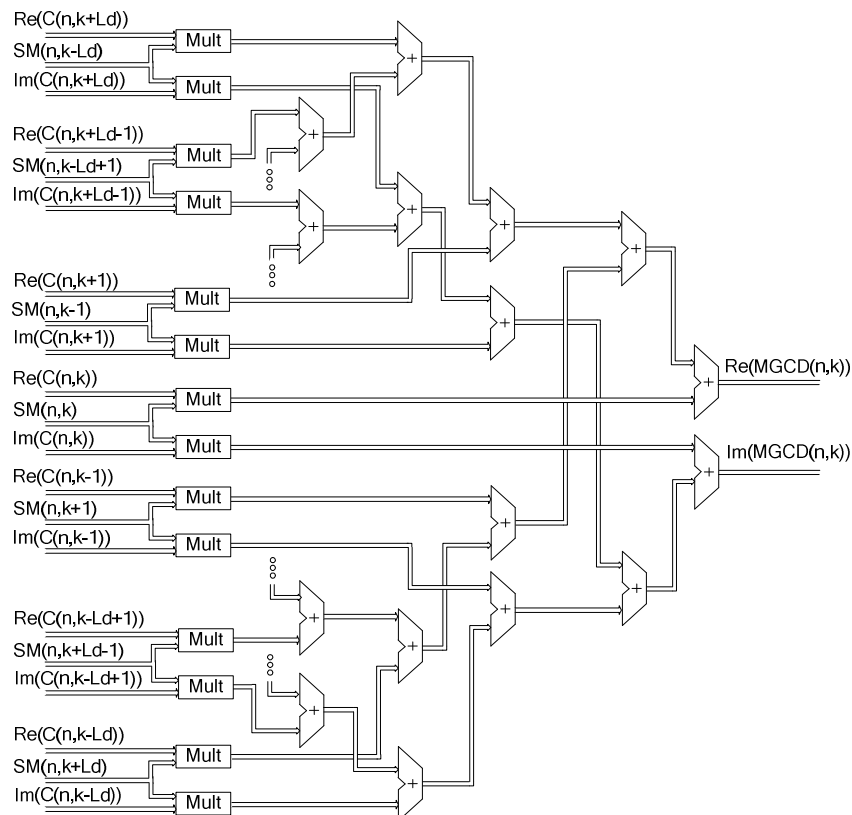 Re(C(n,k+Ld))
SM(n,k-Ld)
Im(C(n,k+Ld))
Mult
Mult
+
Re(C(n,k+Ld-1))
SM(n,k-Ld+1)
Im(C(n,k+Ld-1))
Mult
Mult
+
+
+
Re(C(n,k+1))
SM(n,k-1)
Im(C(n,k+1))
Mult
Mult
+
+
+
Re(C(n,k))
SM(n,k)
Im(C(n,k))
Mult
Mult
+
Re(MGCD(n,k))
+
Im(MGCD(n,k))
Re(C(n,k-1))
SM(n,k+1)
Im(C(n,k-1))
Mult
Mult
+
+
+
Re(C(n,k-Ld+1))
SM(n,k+Ld-1)
Im(C(n,k-Ld+1))
Mult
Mult
+
+
+
Re(C(n,k-Ld))
SM(n,k+Ld)
Im(C(n,k-Ld))
Mult
Mult
+